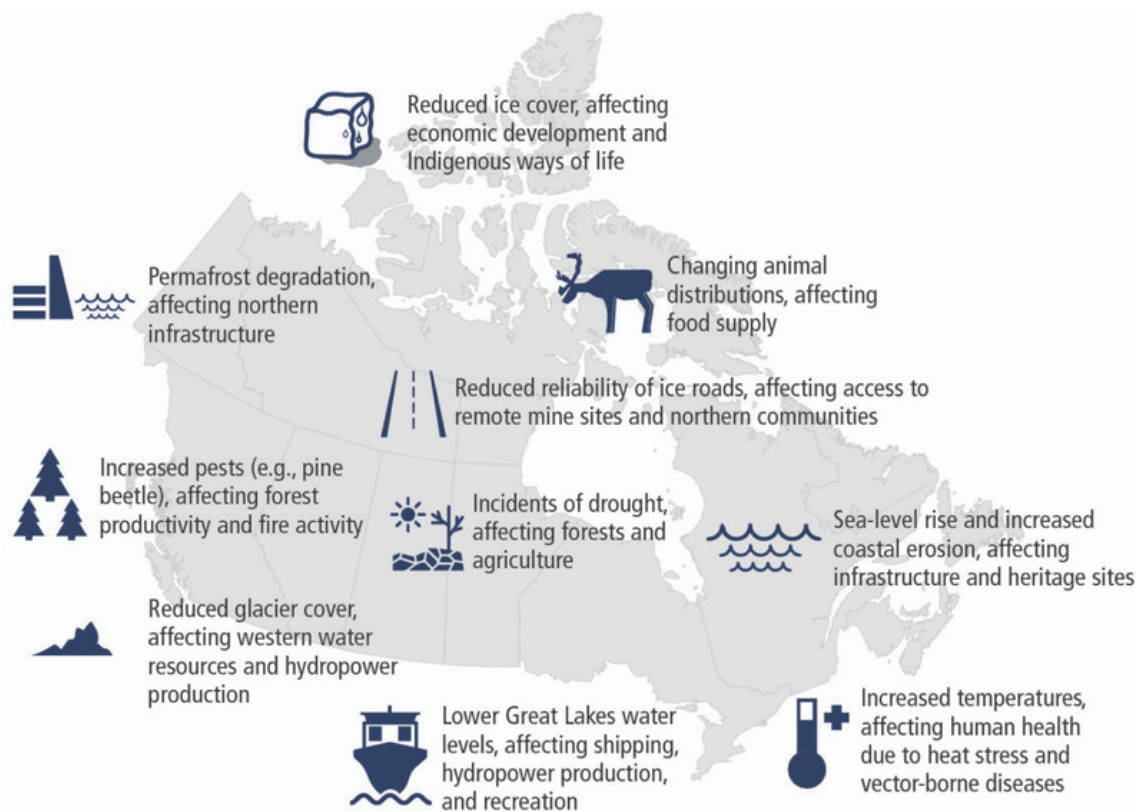 Reduced ice cover, affecting
economic development and
Indigenous ways of life
Permafrost degradation,
affecting northern
infrastructure
Changing animal
distributions, affecting
food supply
Reduced reliability of ice roads, affecting access to
remote mine sites and northern communities
Increased pests (e.g., pine
beetle), affecting forest
productivity and fire activity
Incidents of drought,
affecting forests and
agriculture
Sea-level rise and increased
coastal erosion, affecting
infrastructure and heritage sites
Reduced glacier cover,
affecting western water
resources and hydropower
production
Lower Great Lakes water
levels, affecting shipping,
hydropower production,
and recreation
Increased temperatures,
affecting human health
due to heat stress and
vector-borne diseases